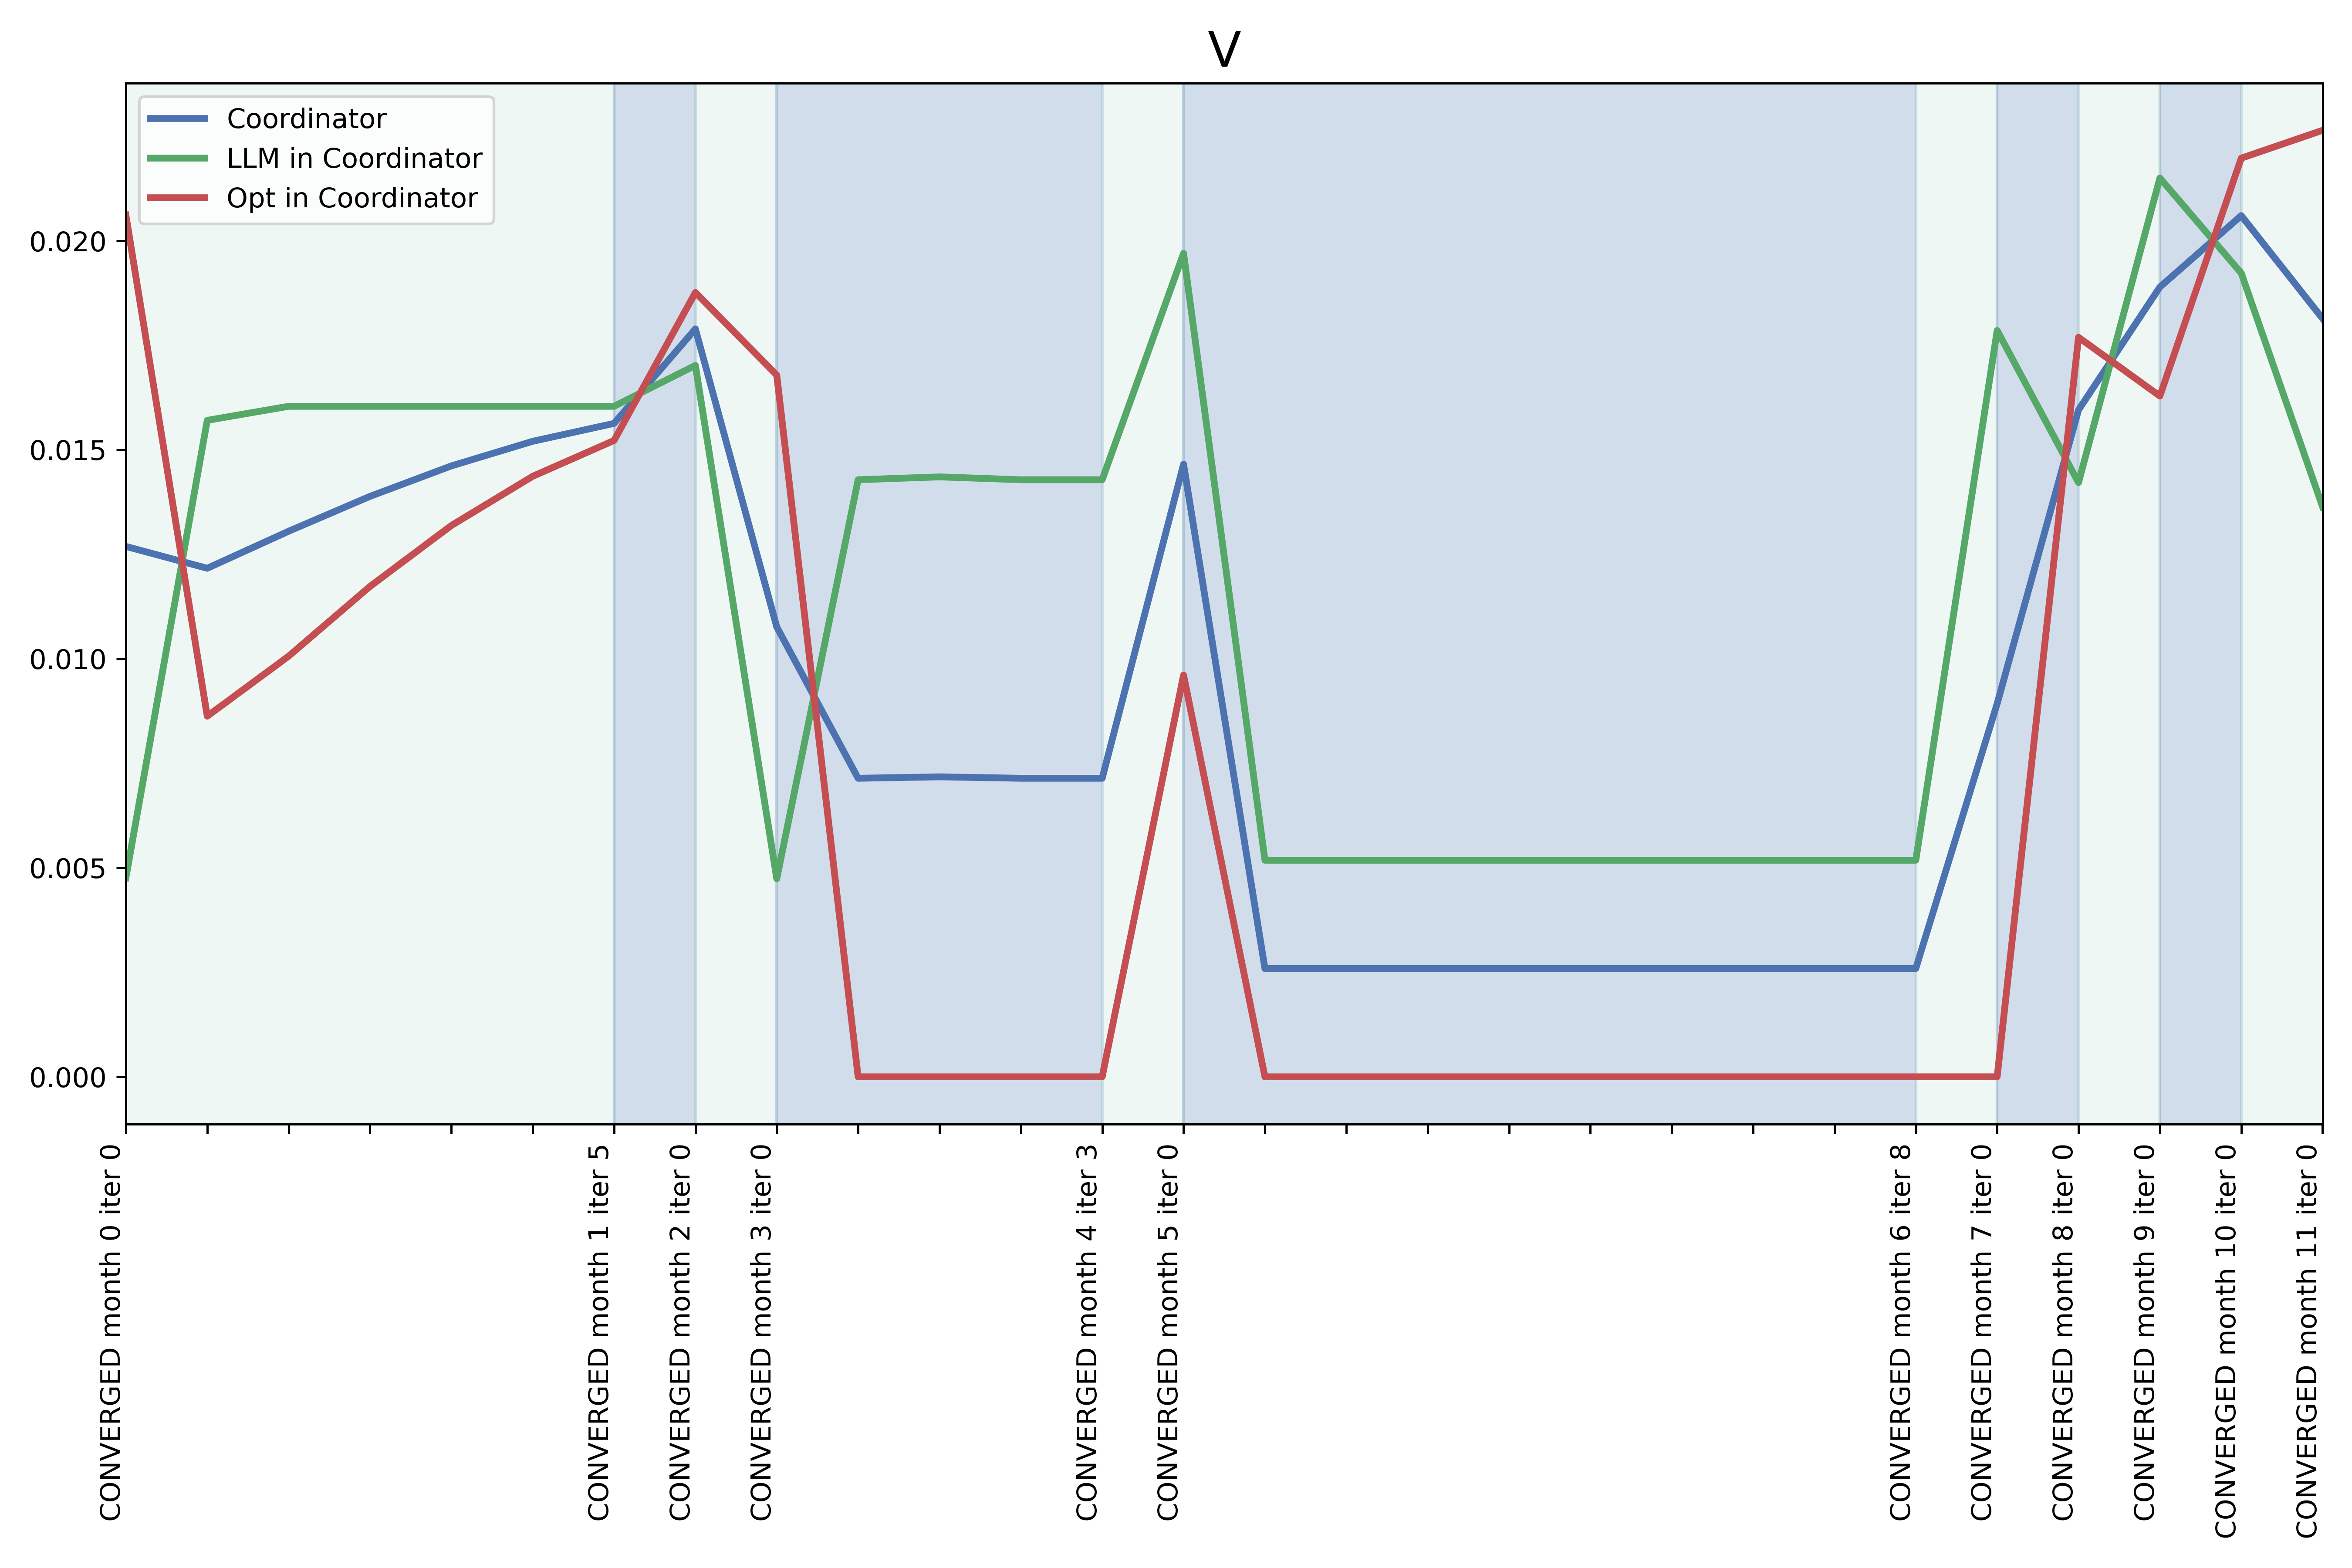 V
Coordinator
LLM in Coordinator
Opt in Coordinator
0.020
0.015
0.010
0.005
0.000
CONVERGED month 0 iter 0
CONVERGED month 1 iter 5
CONVERGED month 2 iter 0
CONVERGED month 3 iter 0
CONVERGED month 4 iter 3
CONVERGED month 5 iter 0
CONVERGED month 6 iter 8
CONVERGED month 7 iter 0
CONVERGED month 8 iter 0
CONVERGED month 9 iter 0
CONVERGED month 10 iter 0
CONVERGED month 11 iter 0